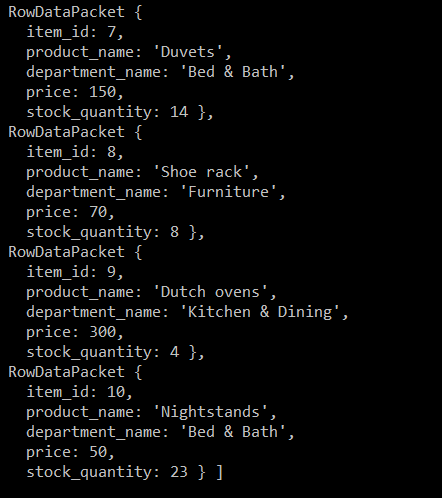 RowDataPacket {
  item_id: 7,
  product_name: 'Duvets',
  department_name: 'Bed & Bath',
  price: 150,
  stock_quantity: 14 },
RowDataPacket {
  item_id: 8,
  product_name: 'Shoe rack',
  department_name: 'Furniture',
  price: 70,
  stock_quantity: 8 },
RowDataPacket {
  item_id: 9,
  product_name: 'Dutch ovens',
  department_name: 'Kitchen & Dining',
  price: 300,
  stock_quantity: 4 },
RowDataPacket {
  item_id: 10,
  product_name: 'Nightstands',
  department_name: 'Bed & Bath',
  price: 50,
  stock_quantity: 23 } ]